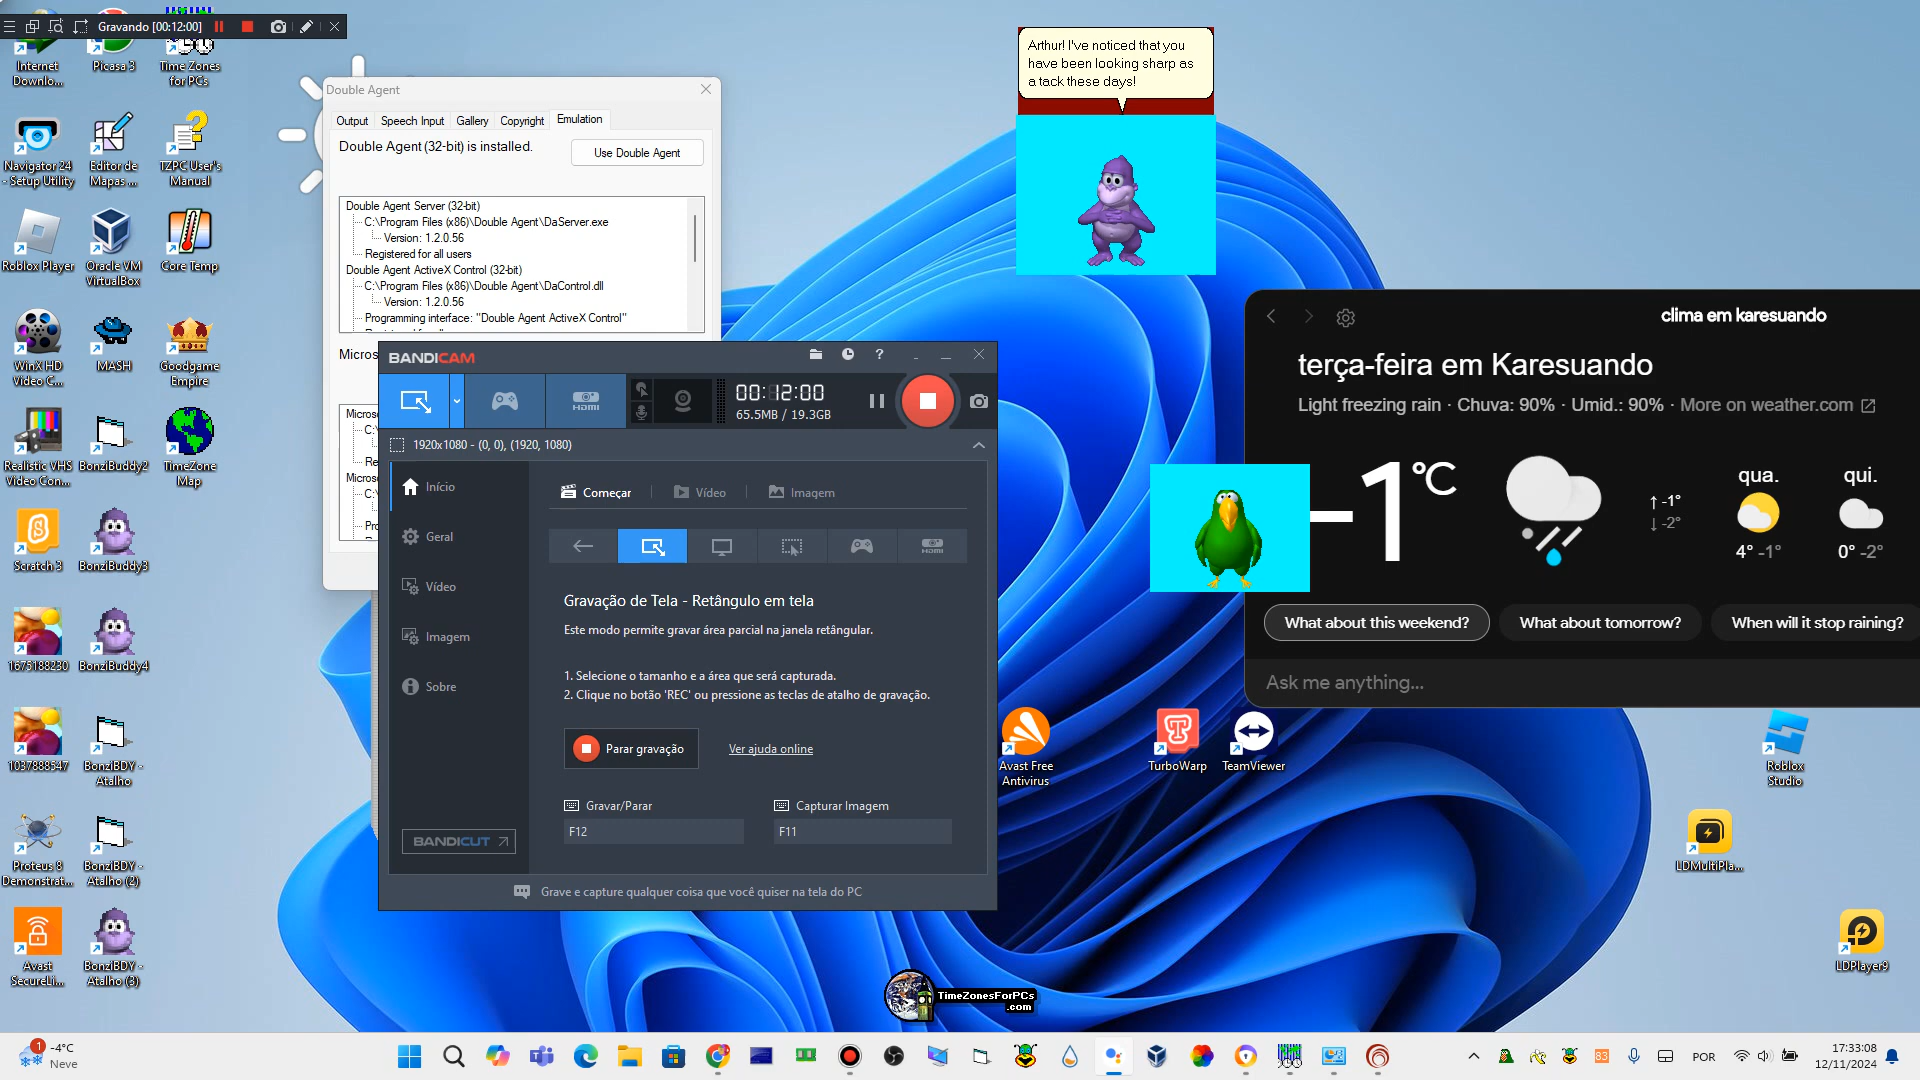 Gravando [00:12:00]
Internet
Downlo...
Picasa 3
Time Zones
for PCs
Navigator 24
- Setup Utility
Editor de
Mapas ...
TZPC User's
Manual
Roblox Player
Oracle VM
VirtualBox
Core Temp
WinX HD
Video C...
MASH
Goodgame
Empire
Realistic VHS
Video Con...
BonziBuddy2
TimeZone
Map
Scratch 3
BonziBuddy3
1675188230
BonziBuddy4
1037888547
BonziBDY -
Atalho
Proteus 8
Demonstrat...
BonziBDY -
Atalho (2)
Avast
SecureLi...
BonziBDY -
Atalho (3)
Double Agent
Output
Speech Input
Gallery
Copyright
Emulation
Double Agent (32-bit) is installed.
Use Double Agent
Double Agent Server (32-bit)
C:\Program Files (x86)\Double Agent\DaServer.exe
Version: 1.2.0.56
Registered for all users
Double Agent ActiveX Control (32-bit)
C:\Program Files (x86)\Double Agent\DaControl.dll
Version: 1.2.0.56
Programming interface: "Double Agent ActiveX Control"
Micros
Micros
C:\
Re
Micros
C:\
Pr
BANDICAM
HDMI
00:12:00
65.5MB / 19.3GB
1920x1080 - (0, 0), (1920, 1080)
Início
Geral
Vídeo
Imagem
Sobre
BANDICUT
Começar
Vídeo
Imagem
HDMI
Gravação de Tela - Retângulo em tela
Este modo permite gravar área parcial na janela retângular.
1. Selecione o tamanho e a área que será capturada.
2. Clique no botão 'REC' ou pressione as teclas de atalho de gravação.
Parar gravação
Ver ajuda online
Gravar/Parar
F12
Capturar Imagem
F11
Grave e capture qualquer coisa que você quiser na tela do PC
Arthur! I've noticed that you
have been looking sharp as
a tack these days!
clima em karesuando
terça-feira em Karesuando
Light freezing rain · Chuva: 90% · Umid.: 90% · More on weather.com
-1°C
↑ -1°
↓ -2°
qua.
4° -1°
qui.
0° -2°
What about this weekend?
What about tomorrow?
When will it stop raining?
Ask me anything...
Avast Free
Antivirus
TurboWarp
TeamViewer
Roblox
Studio
LDMultiPla...
LDPlayer9
TimeZonesForPCs
.com
1
-4°C
Neve
83
POR
17:33:08
12/11/2024